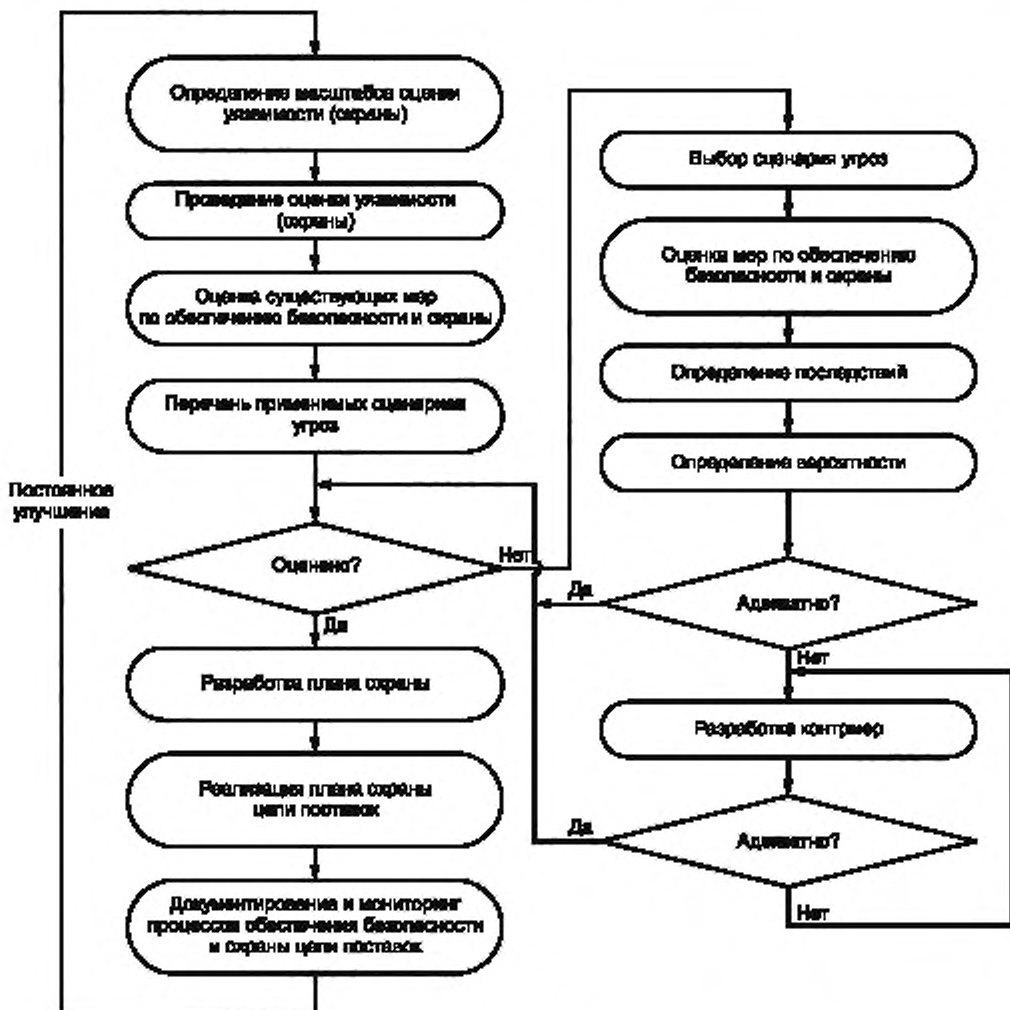 Определение масштабов оценки
уязвимости (охраны)
Проведение оценки уязвимости
(охраны)
Оценка существующих мер
по обеспечению безопасности и охраны
Перечень применимых сценариев
угроз
Постоянное
улучшение
Оценено?
Нет
Да
Разработка плана охраны
Реализация плана охраны
цепи поставок
Документирование и мониторинг
процессов обеспечения безопасности
и охраны цепи поставок
Выбор сценария угроз
Оценка мер по обеспечению
безопасности и охраны
Определение последствий
Определение вероятности
Адекватно?
Да
Нет
Разработка контрмер
Адекватно?
Да
Нет